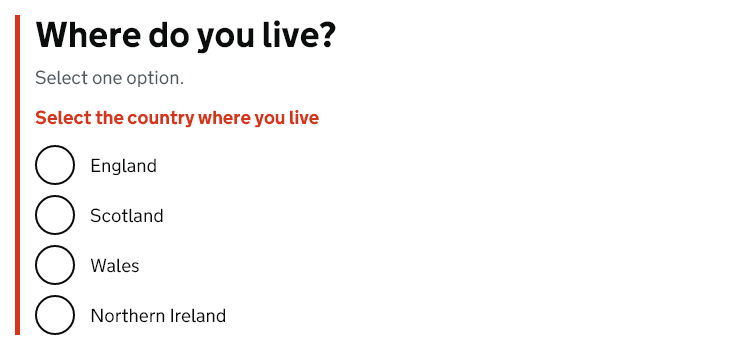 Where do you live?
Select one option.
Select the country where you live
England
Scotland
Wales
Northern Ireland